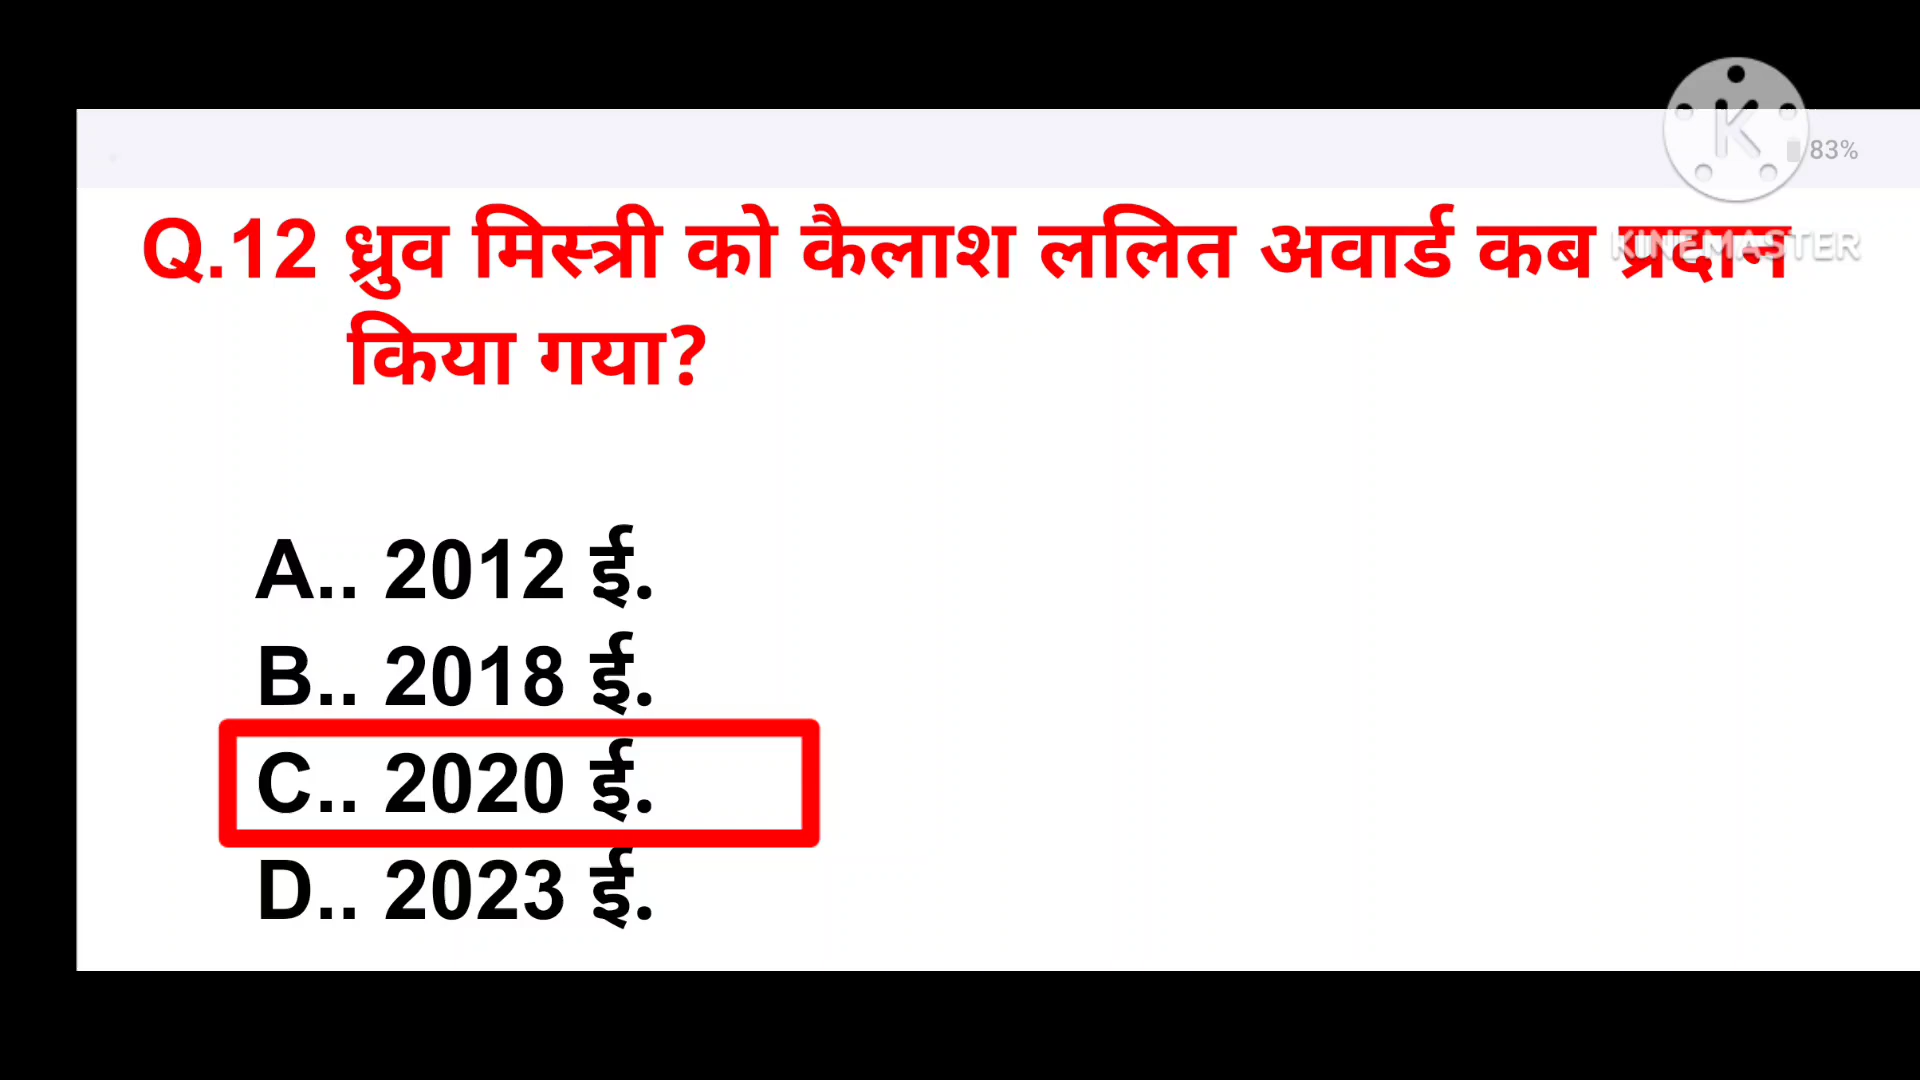 83%
KINEMASTER
Q.12 ध्रुव मिस्त्री को कैलाश ललित अवार्ड कब प्रदान
किया गया?
A.. 2012 ई.
B.. 2018 ई.
C.. 2020 ई.
D.. 2023 ई.